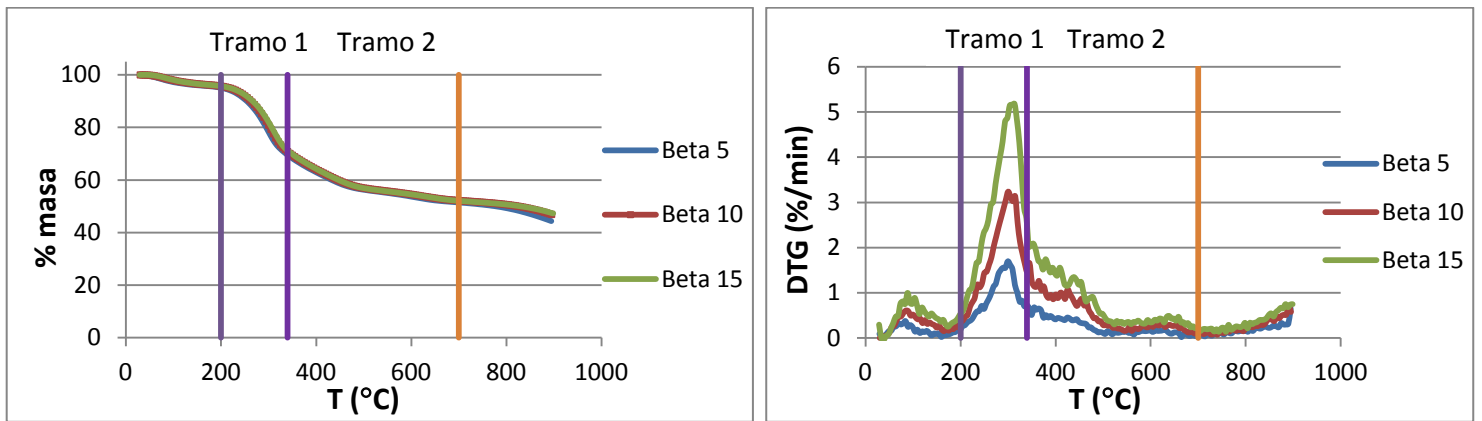 Tramo 1 Tramo 2
100
80
60
40
20
0
% masa
0 200 400 600 800 1000
T (°C)
Beta 5
Beta 10
Beta 15
Tramo 1 Tramo 2
6
5
4
3
2
1
0
DTG (%/min)
0 200 400 600 800 1000
T (°C)
Beta 5
Beta 10
Beta 15